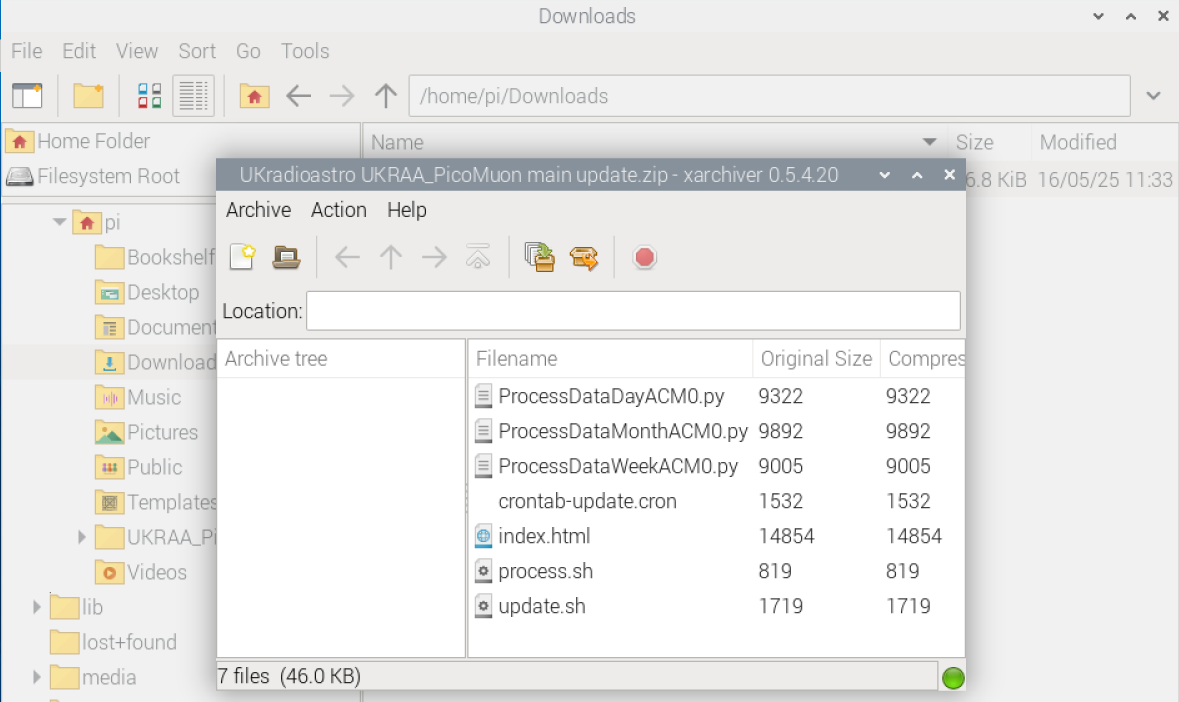 Downloads
File Edit View Sort Go Tools
/home/pi/Downloads
Home Folder
Name Size Modified
Filesystem Root
6.8 KiB 16/05/25 11:33
UKradioastro UKRAA_PicoMuon main update.zip - xarchiver 0.5.4.20
Archive Action Help
Location:
pi
Bookshelf
Desktop
Document
Download
Music
Pictures
Public
Templates
UKRAA_Pi
Videos
lib
lost+found
media
Archive tree
Filename Original Size Compres
ProcessDataDayACM0.py 9322 9322
ProcessDataMonthACM0.py 9892 9892
ProcessDataWeekACM0.py 9005 9005
crontab-update.cron 1532 1532
index.html 14854 14854
process.sh 819 819
update.sh 1719 1719
7 files (46.0 KB)